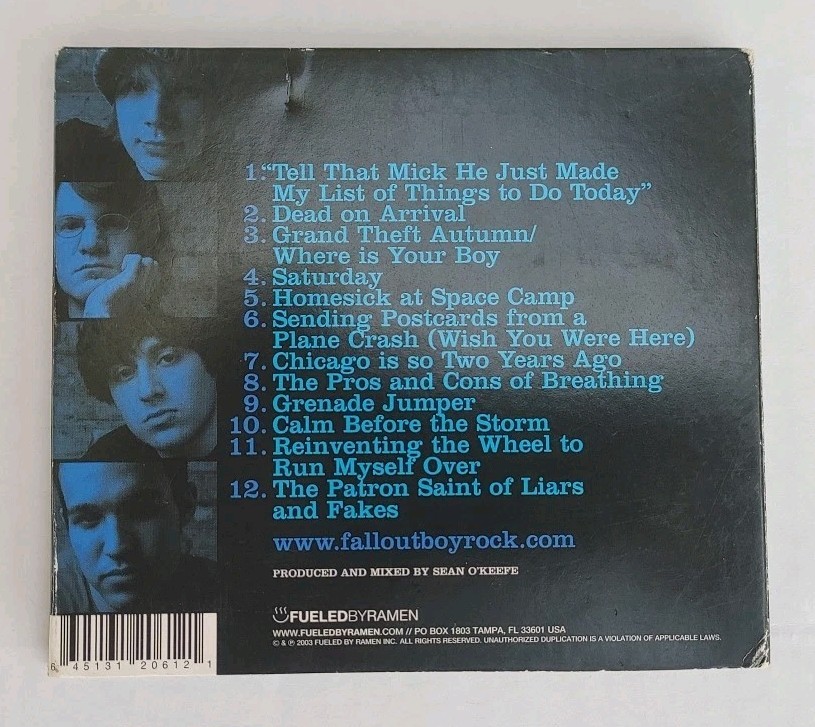 1. "Tell That Mick He Just Made
My List of Things to Do Today"
2. Dead on Arrival
3. Grand Theft Autumn/
Where is Your Boy
4. Saturday
5. Homesick at Space Camp
6. Sending Postcards from a
Plane Crash (Wish You Were Here)
7. Chicago is so Two Years Ago
8. The Pros and Cons of Breathing
9. Grenade Jumper
10. Calm Before the Storm
11. Reinventing the Wheel to
Run Myself Over
12. The Patron Saint of Liars
and Fakes
www.falloutboyrock.com
PRODUCED AND MIXED BY SEAN O'KEEFE
FUELEDBYRAMEN
WWW.FUELEDBYRAMEN.COM // PO BOX 1803 TAMPA, FL 33601 USA
© & ℗ 2003 FUELED BY RAMEN INC. ALL RIGHTS RESERVED. UNAUTHORIZED DUPLICATION IS A VIOLATION OF APPLICABLE LAWS.
6 45131 20612 1